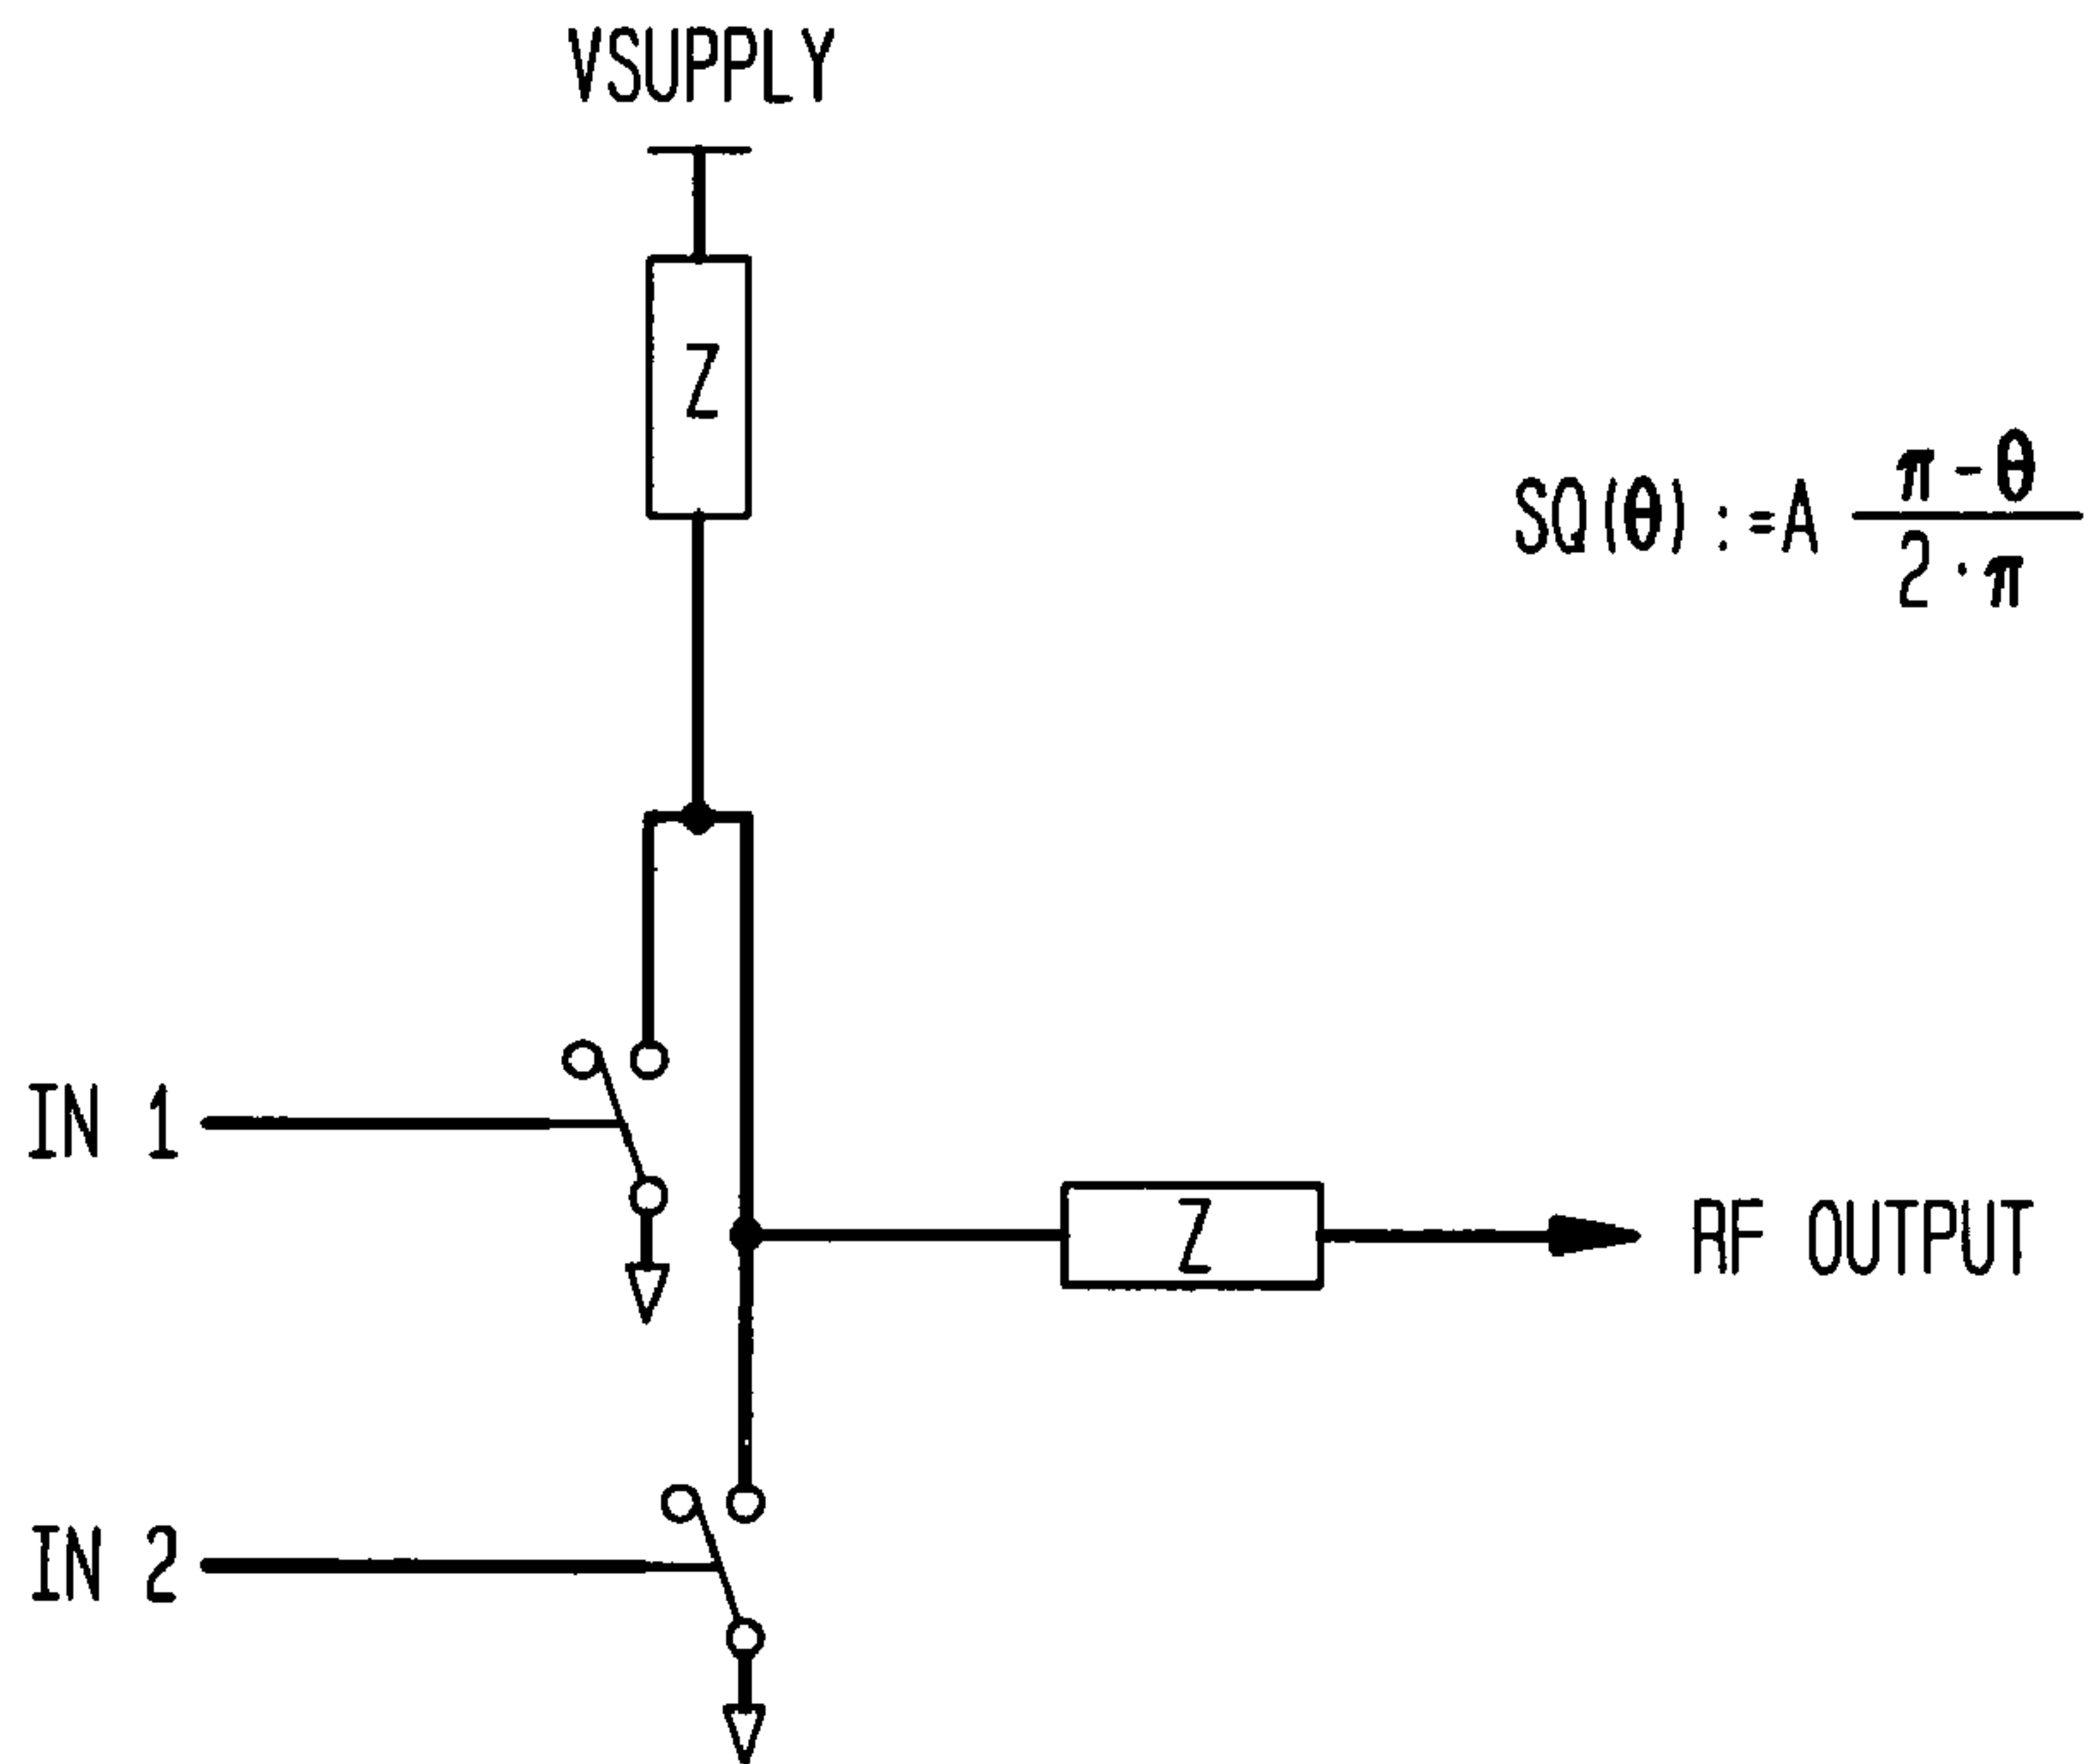 VSUPPLY
Z
SQ(θ) :=A (π-θ)/(2·π)
IN 1
Z
RF OUTPUT
IN 2